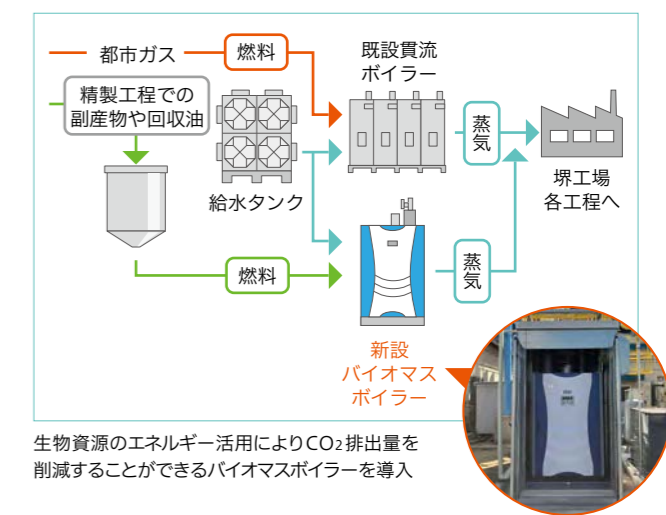 都市ガス
燃料
既設貫流
ボイラー
精製工程での
副産物や回収油
蒸気
給水タンク
堺工場
各工程へ
燃料
蒸気
新設
バイオマス
ボイラー
生物資源のエネルギー活用によりCO2排出量を
削減することができるバイオマスボイラーを導入